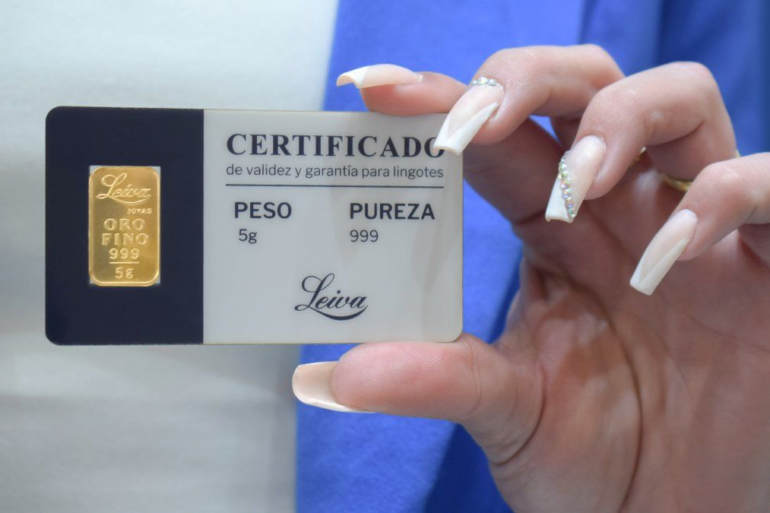 Leiva
JOYAS
ORO
FINO
999
5g
CERTIFICADO
de validez y garantía para lingotes
PESO PUREZA
5g 999
Leiva